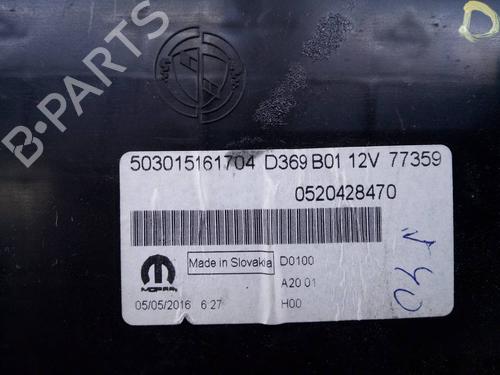 B-PARTS
D
503015161704 D369 B01 12V 77359
0520428470
Made in Slovakia
D0100
MOPAR
A20 01
05/05/2016 6:27
H00